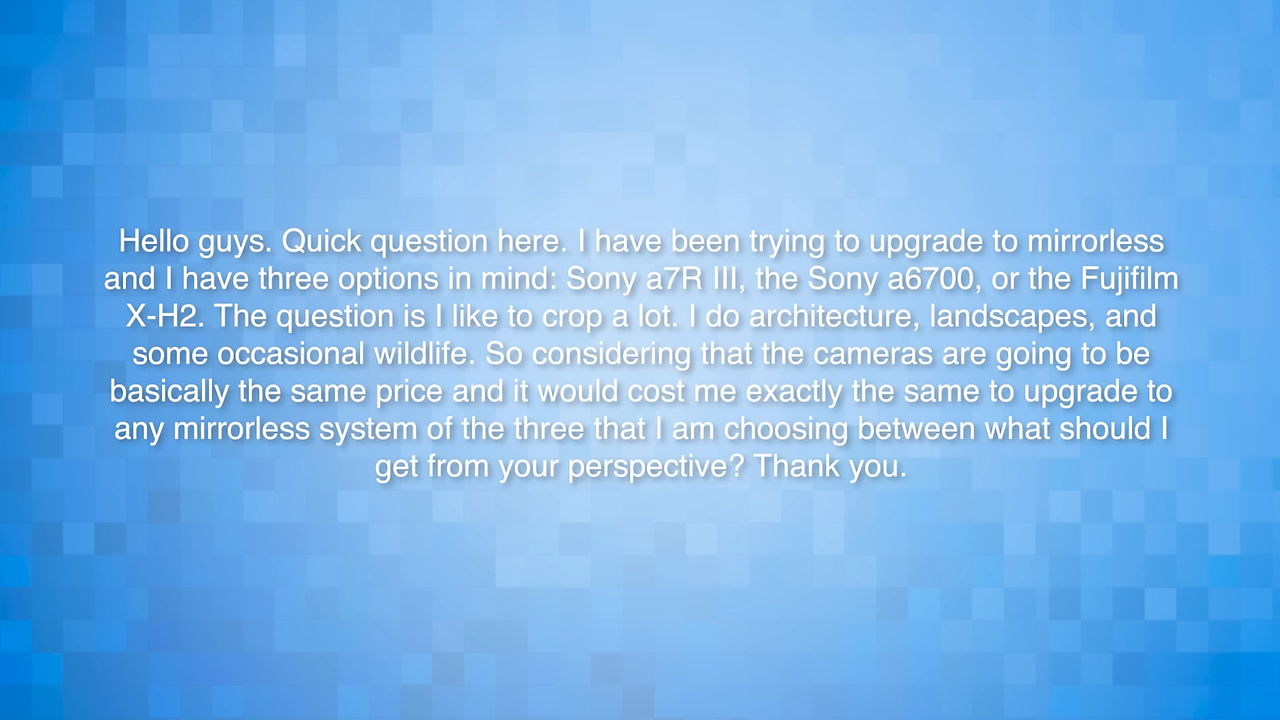 Hello guys. Quick question here. I have been trying to upgrade to mirrorless
and I have three options in mind: Sony a7R III, the Sony a6700, or the Fujifilm
X-H2. The question is I like to crop a lot. I do architecture, landscapes, and
some occasional wildlife. So considering that the cameras are going to be
basically the same price and it would cost me exactly the same to upgrade to
any mirrorless system of the three that I am choosing between what should I
get from your perspective? Thank you.